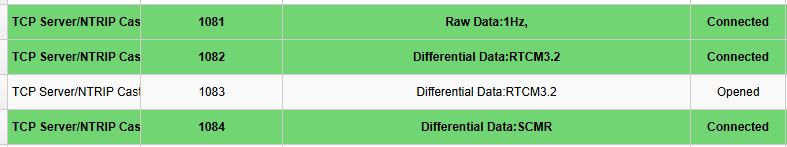 TCP Server/NTRIP Cas 1081 Raw Data:1Hz, Connected
TCP Server/NTRIP Cas 1082 Differential Data:RTCM3.2 Connected
TCP Server/NTRIP Cast 1083 Differential Data:RTCM3.2 Opened
TCP Server/NTRIP Cas 1084 Differential Data:SCMR Connected